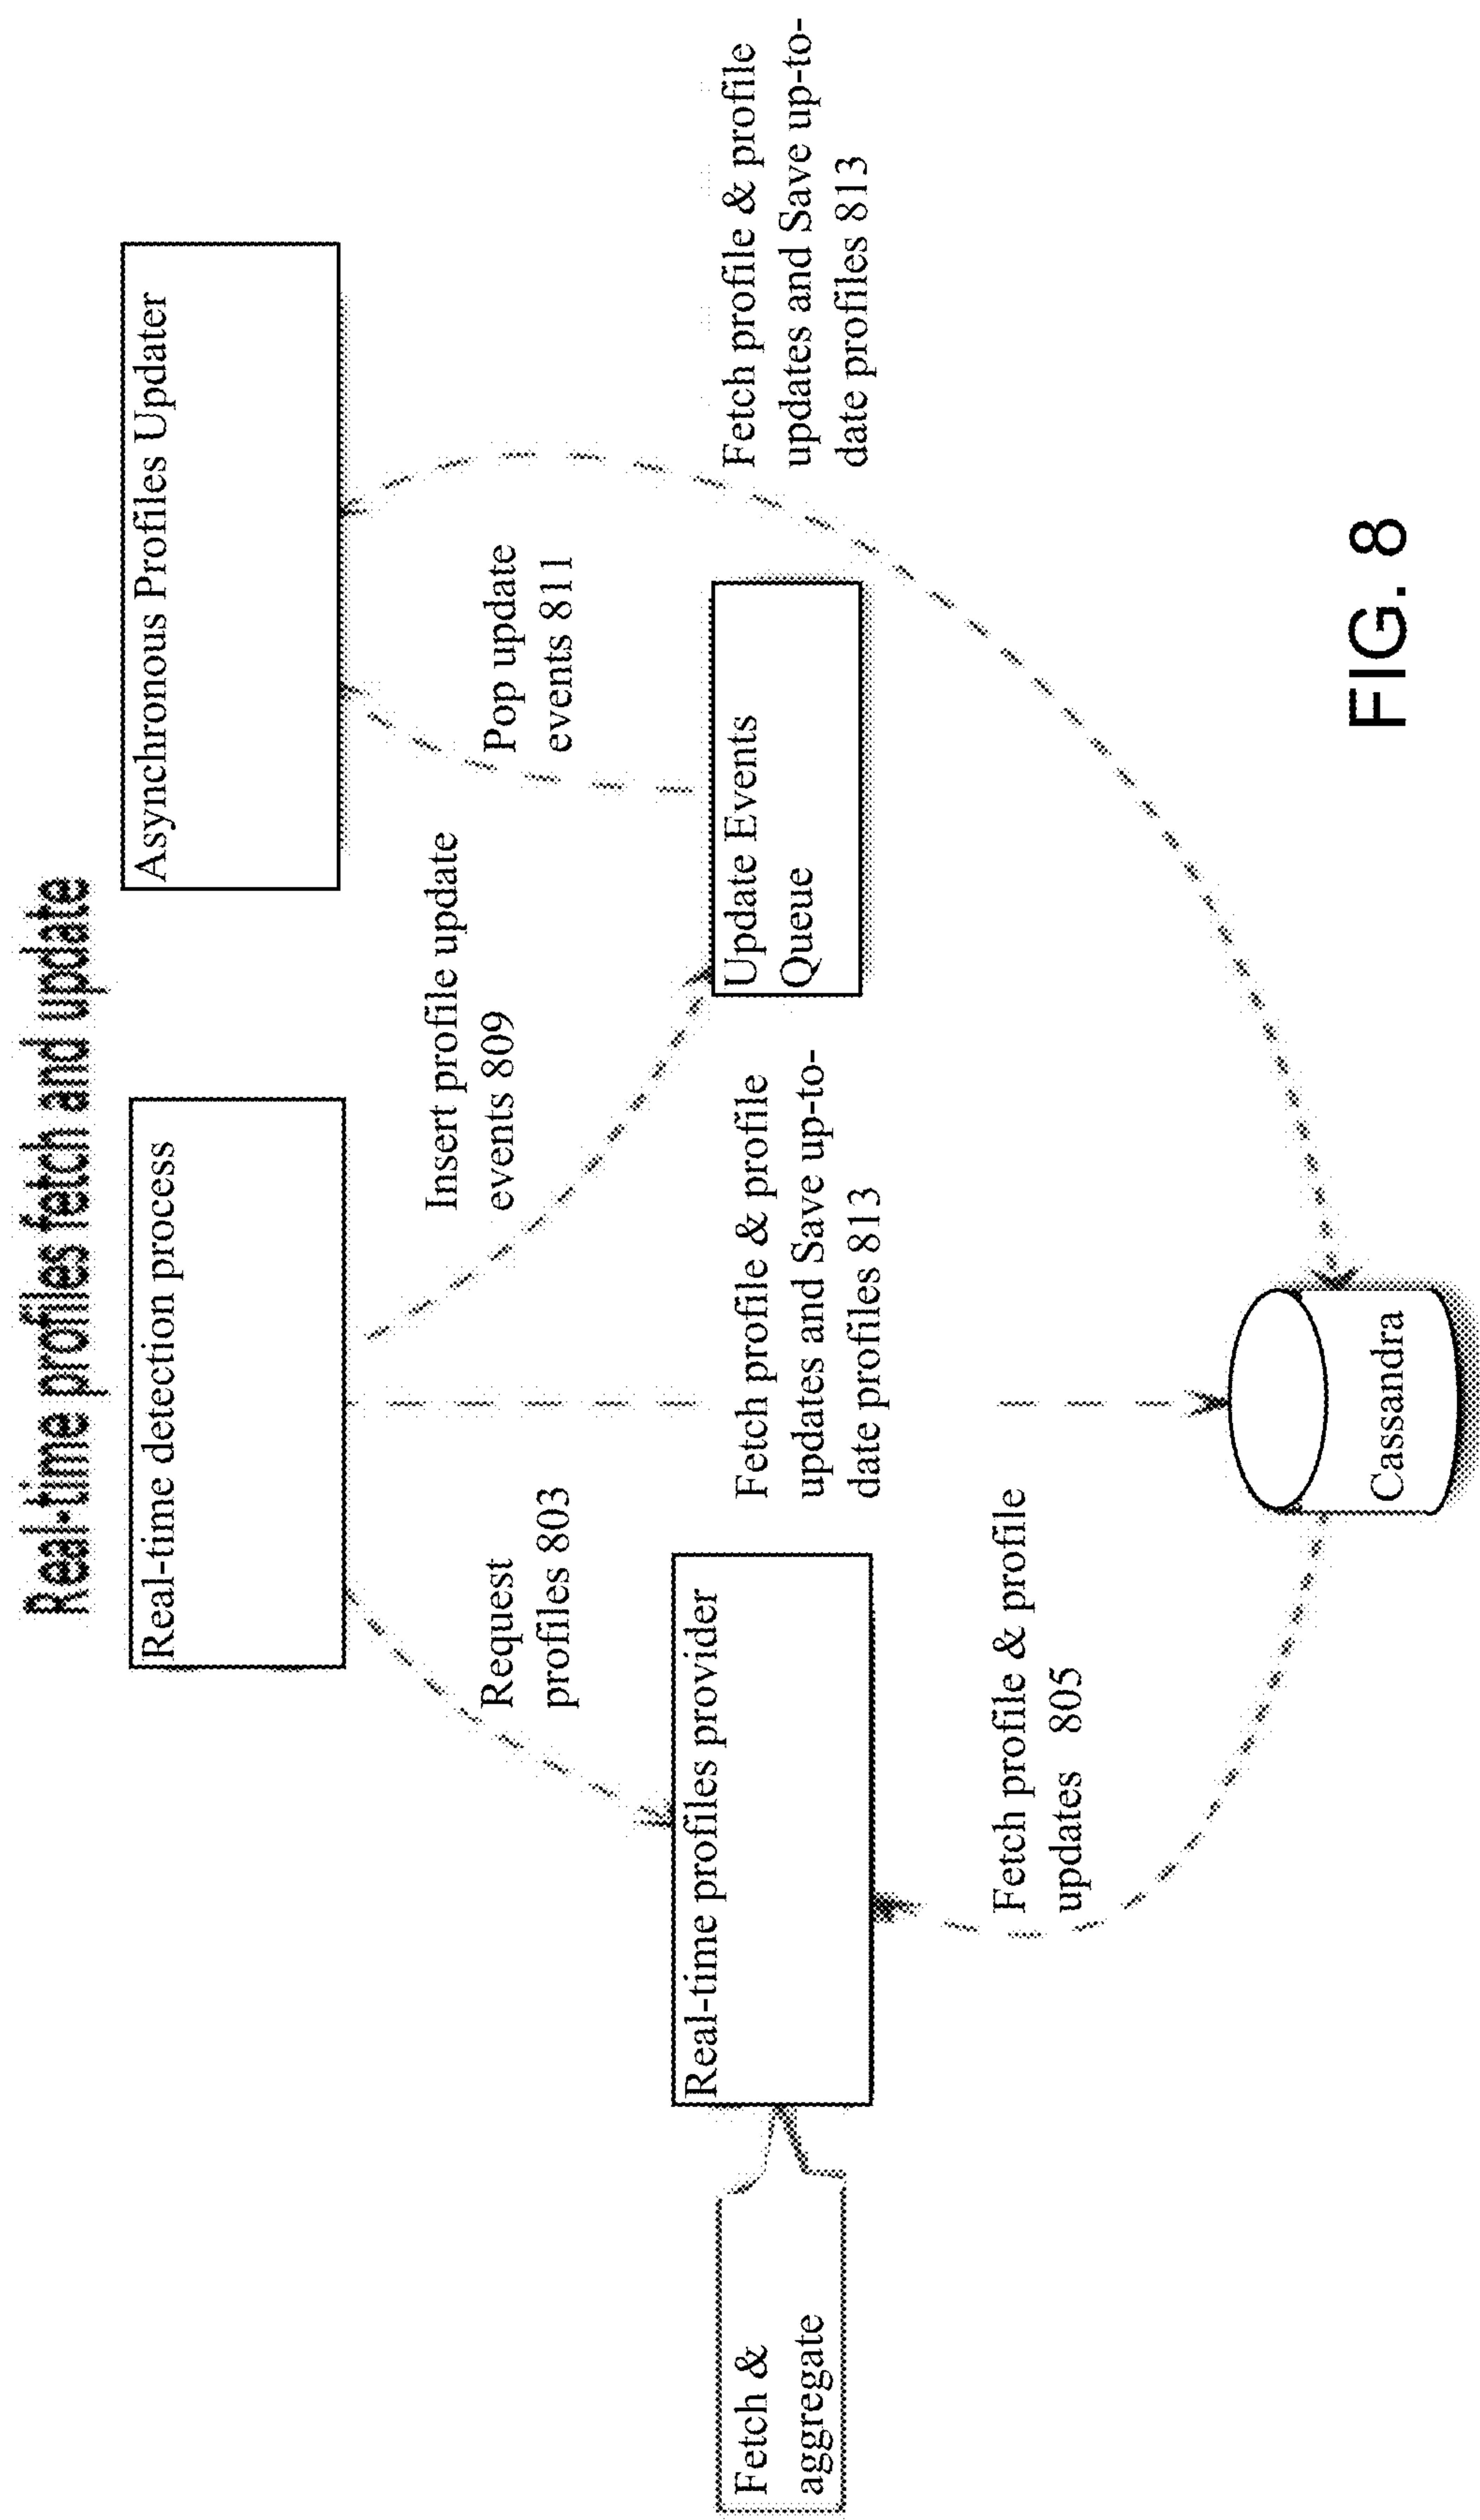 Real-time profiles fetch and update
Real-time detection process
Asynchronous Profiles Updater
Request
profiles 803
Insert profile update
events 809
Pop update
events 811
Fetch &
aggregate
Real-time profiles provider
Fetch profile & profile
updates and Save up-to-
date profiles 813
Update Events
Queue
Fetch profile & profile
updates and Save up-to-
date profiles 813
Fetch profile & profile
updates 805
Cassandra
FIG. 8